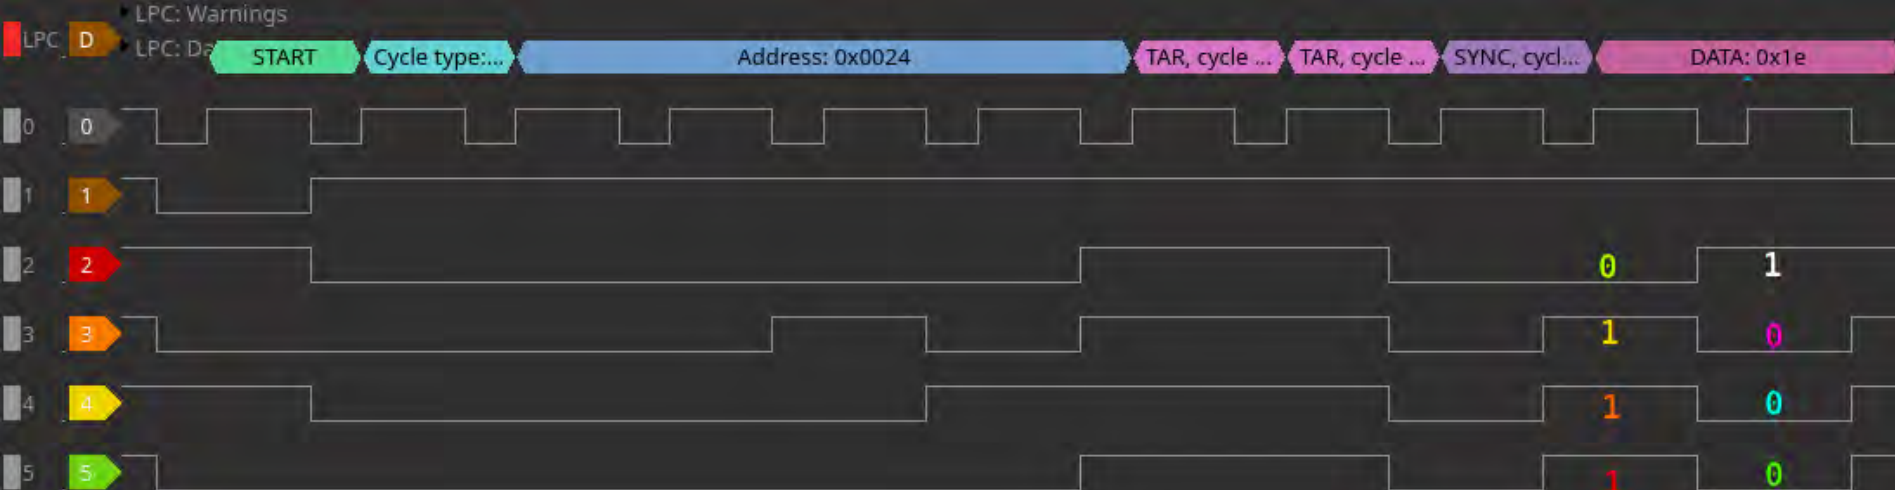 LPC: Warnings
LPC D LPC: Da START Cycle type:... Address: 0x0024 TAR, cycle ... TAR, cycle ... SYNC, cycl... DATA: 0x1e
0 0
1 1
2 2 0 1
3 3 1 0
4 4 1 0
5 5 1 0